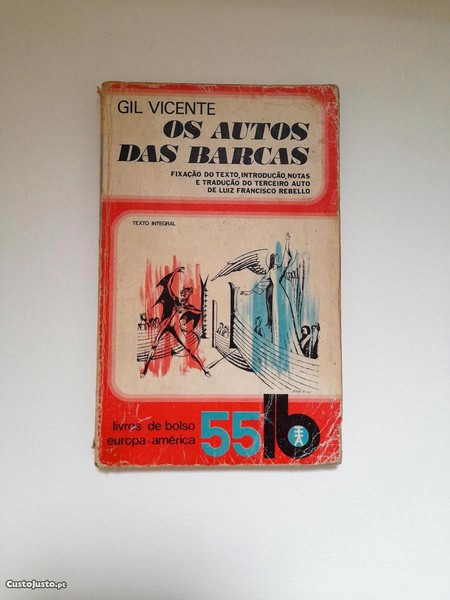 GIL VICENTE
OS AUTOS
DAS BARCAS
FIXAÇÃO DO TEXTO, INTRODUÇÃO, NOTAS
E TRADUÇÃO DO TERCEIRO AUTO
DE LUIZ FRANCISCO REBELLO
TEXTO INTEGRAL
livros de bolso
europa-américa
55 lb
EA
CustoJusto.pt